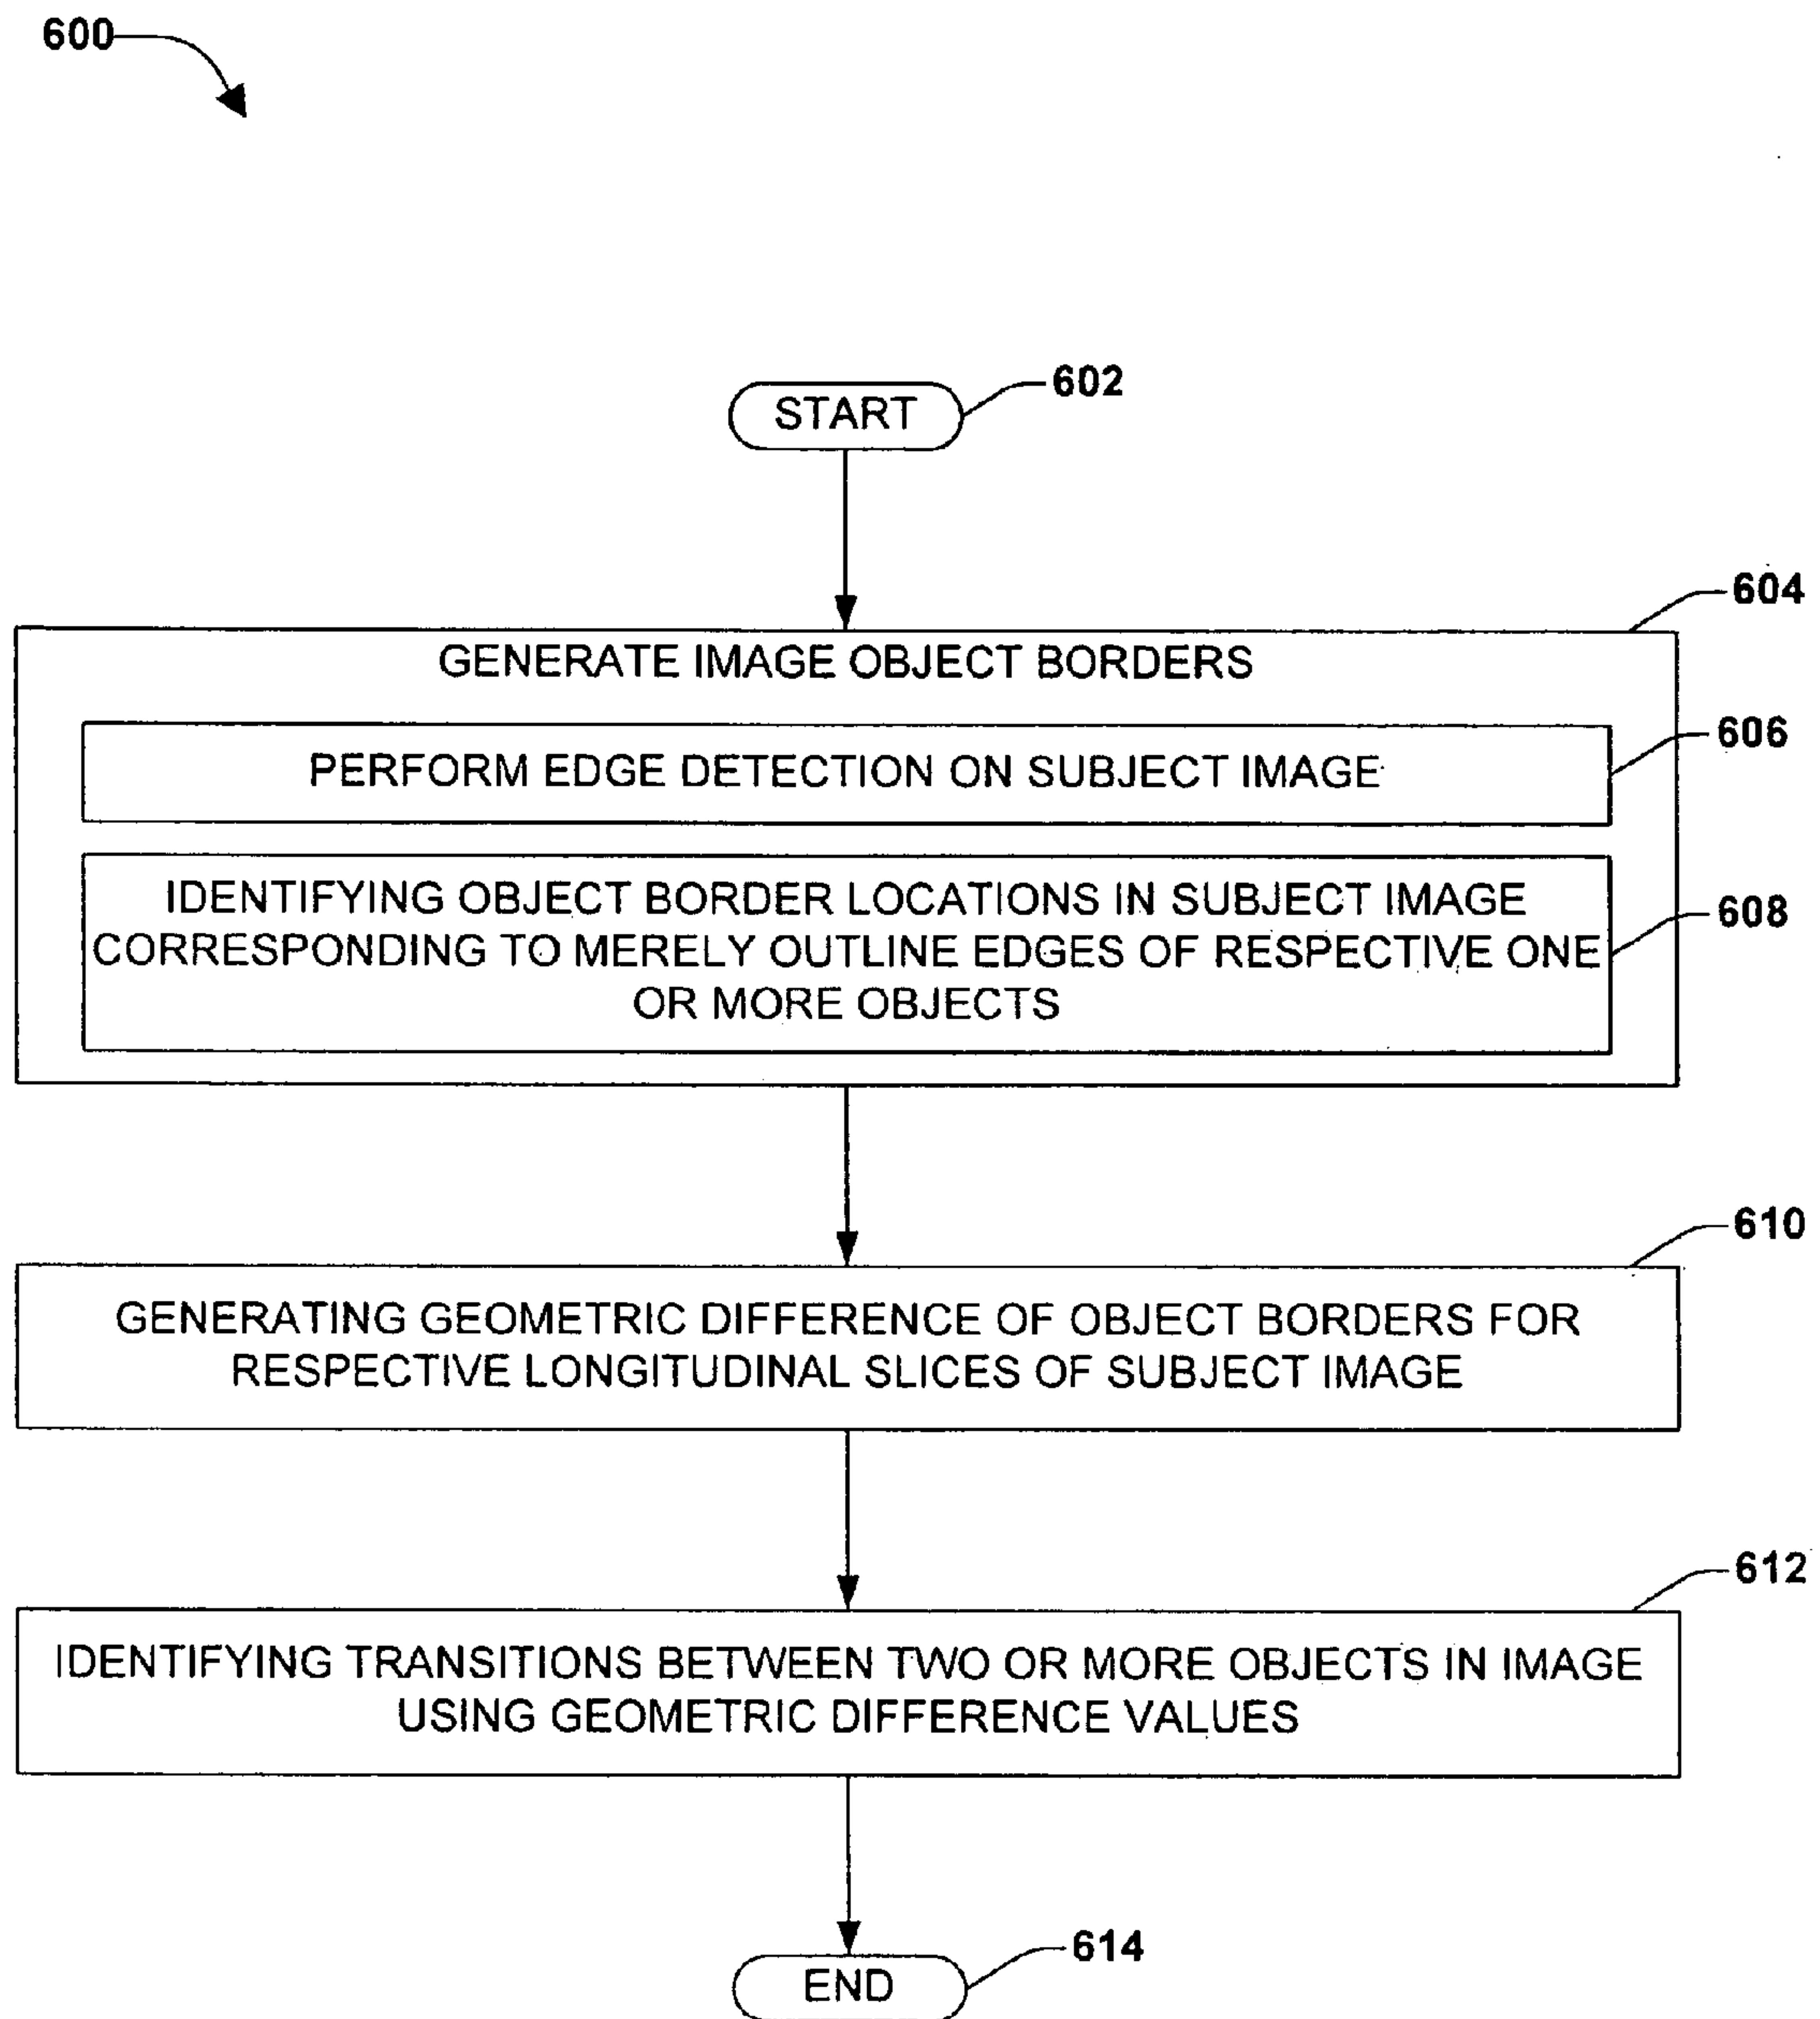 600
START
602
604
GENERATE IMAGE OBJECT BORDERS
606
PERFORM EDGE DETECTION ON SUBJECT IMAGE
IDENTIFYING OBJECT BORDER LOCATIONS IN SUBJECT IMAGE
CORRESPONDING TO MERELY OUTLINE EDGES OF RESPECTIVE ONE
OR MORE OBJECTS
608
610
GENERATING GEOMETRIC DIFFERENCE OF OBJECT BORDERS FOR
RESPECTIVE LONGITUDINAL SLICES OF SUBJECT IMAGE
612
IDENTIFYING TRANSITIONS BETWEEN TWO OR MORE OBJECTS IN IMAGE
USING GEOMETRIC DIFFERENCE VALUES
614
END